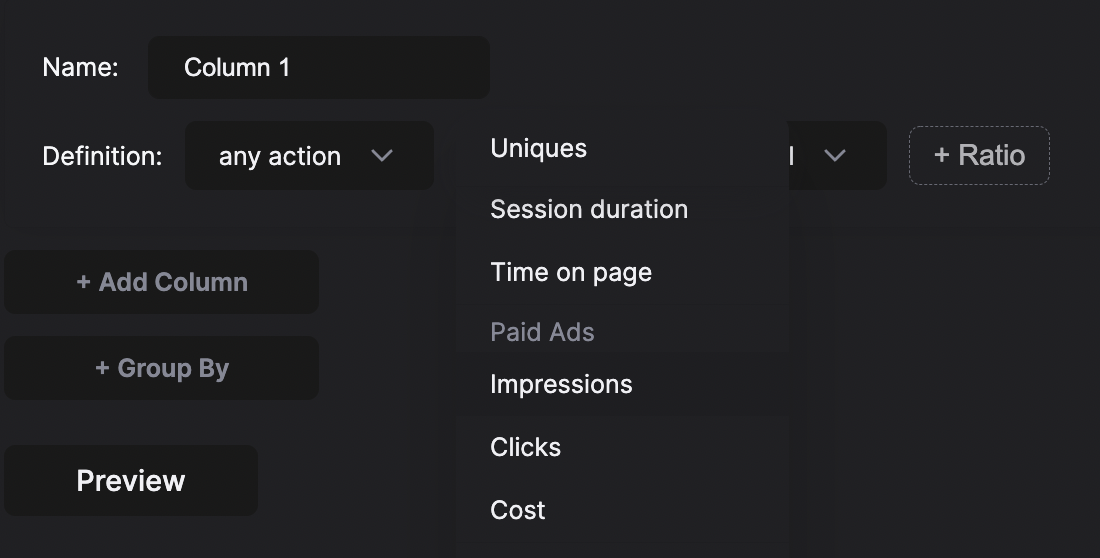 Name: Column 1
Definition: any action
+ Ratio
Uniques
Session duration
Time on page
Paid Ads
Impressions
Clicks
Cost
+ Add Column
+ Group By
Preview